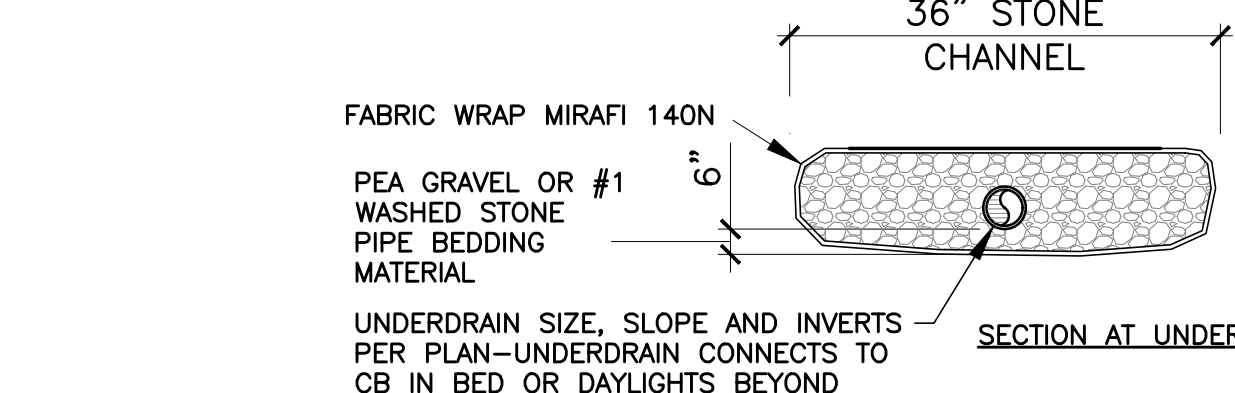 36" STONE
CHANNEL
FABRIC WRAP MIRAFI 140N
6"
PEA GRAVEL OR #1
WASHED STONE
PIPE BEDDING
MATERIAL
UNDERDRAIN SIZE, SLOPE AND INVERTS
PER PLAN-UNDERDRAIN CONNECTS TO
CB IN BED OR DAYLIGHTS BEYOND
SECTION AT